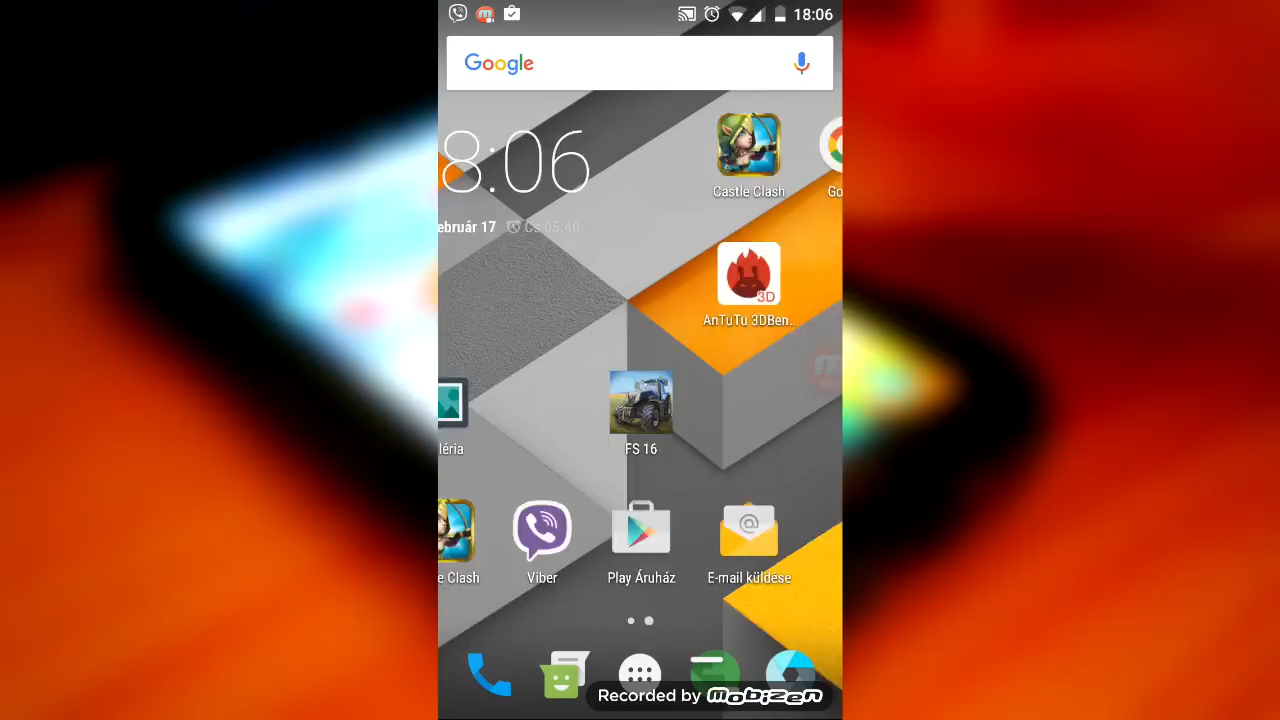 18:06
Google
8:06
ebruár 17 Cs 05:40
Castle Clash
Go
3D
AnTuTu 3DBen..
léria
FS 16
e Clash
Viber
Play Áruház
E-mail küldése
Recorded by mobizen